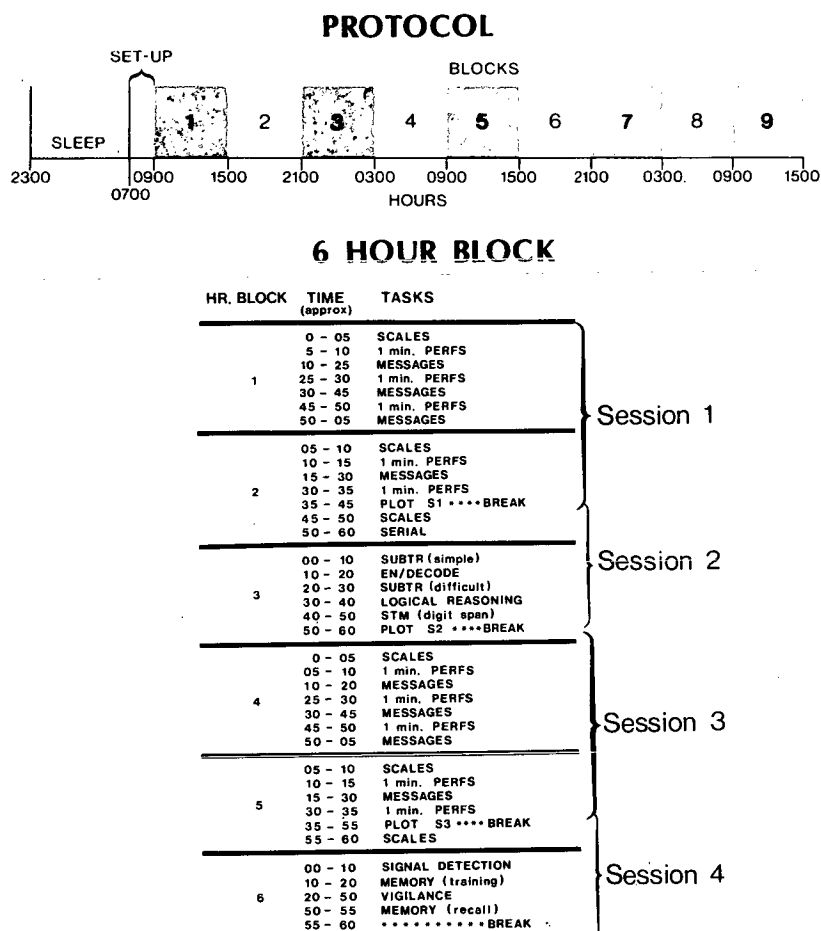 PROTOCOL
SET-UP
BLOCKS
SLEEP 1 2 3 4 5 6 7 8 9
2300 0700 0900 1500 2100 0300 0900 1500 2100 0300. 0900 1500
HOURS
6 HOUR BLOCK
HR. BLOCK TIME TASKS
(approx)
0 - 05 SCALES
5 - 10 1 min. PERFS
10 - 25 MESSAGES
1 25 - 30 1 min. PERFS
30 - 45 MESSAGES
45 - 50 1 min. PERFS
50 - 05 MESSAGES
Session 1
05 - 10 SCALES
10 - 15 1 min. PERFS
15 - 30 MESSAGES
2 30 - 35 1 min. PERFS
35 - 45 PLOT S1 **** BREAK
45 - 50 SCALES
50 - 60 SERIAL
Session 2
00 - 10 SUBTR (simple)
10 - 20 EN/DECODE
20 - 30 SUBTR (difficult)
3 30 - 40 LOGICAL REASONING
40 - 50 STM (digit span)
50 - 60 PLOT S2 **** BREAK
0 - 05 SCALES
05 - 10 1 min. PERFS
10 - 20 MESSAGES
4 25 - 30 1 min. PERFS
30 - 45 MESSAGES
45 - 50 1 min. PERFS
50 - 05 MESSAGES
Session 3
05 - 10 SCALES
10 - 15 1 min. PERFS
15 - 30 MESSAGES
5 30 - 35 1 min. PERFS
35 - 55 PLOT S3 **** BREAK
55 - 60 SCALES
Session 4
00 - 10 SIGNAL DETECTION
10 - 20 MEMORY (training)
6 20 - 50 VIGILANCE
50 - 55 MEMORY (recall)
55 - 60 ********** BREAK